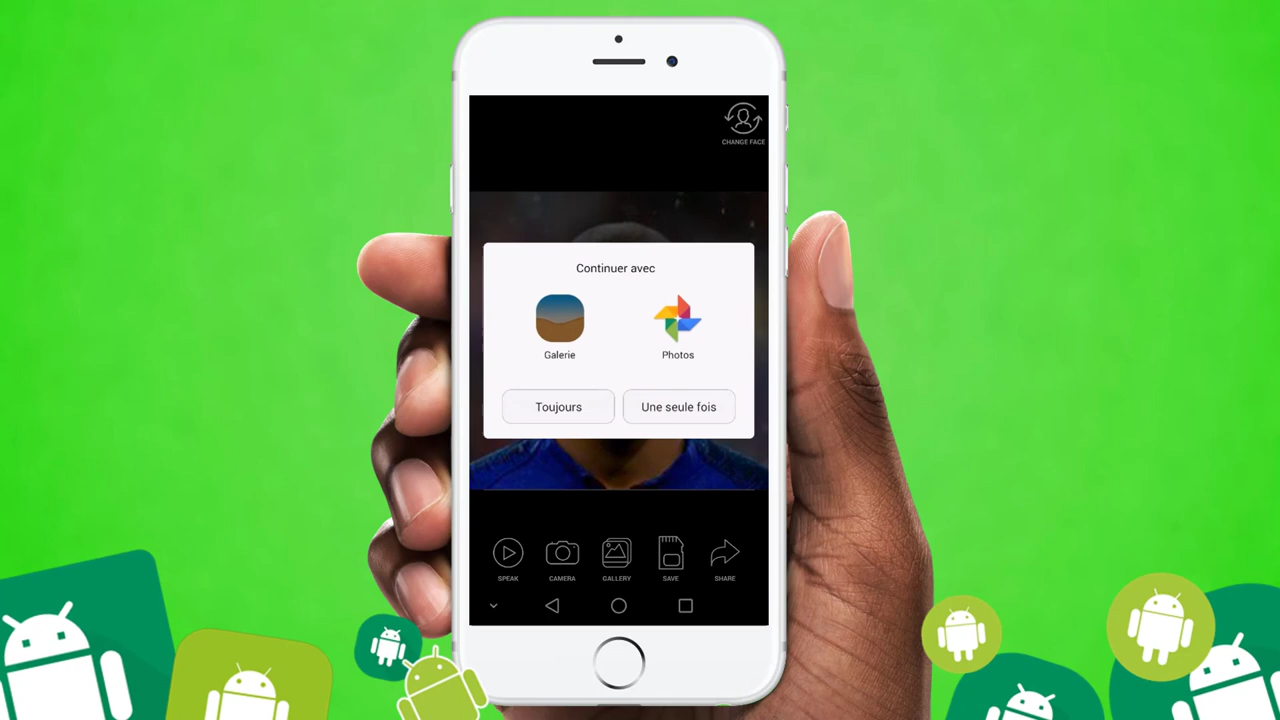 CHANGE FACE
Continuer avec
Galerie
Photos
Toujours
Une seule fois
SPEAK
CAMERA
GALLERY
SAVE
SHARE